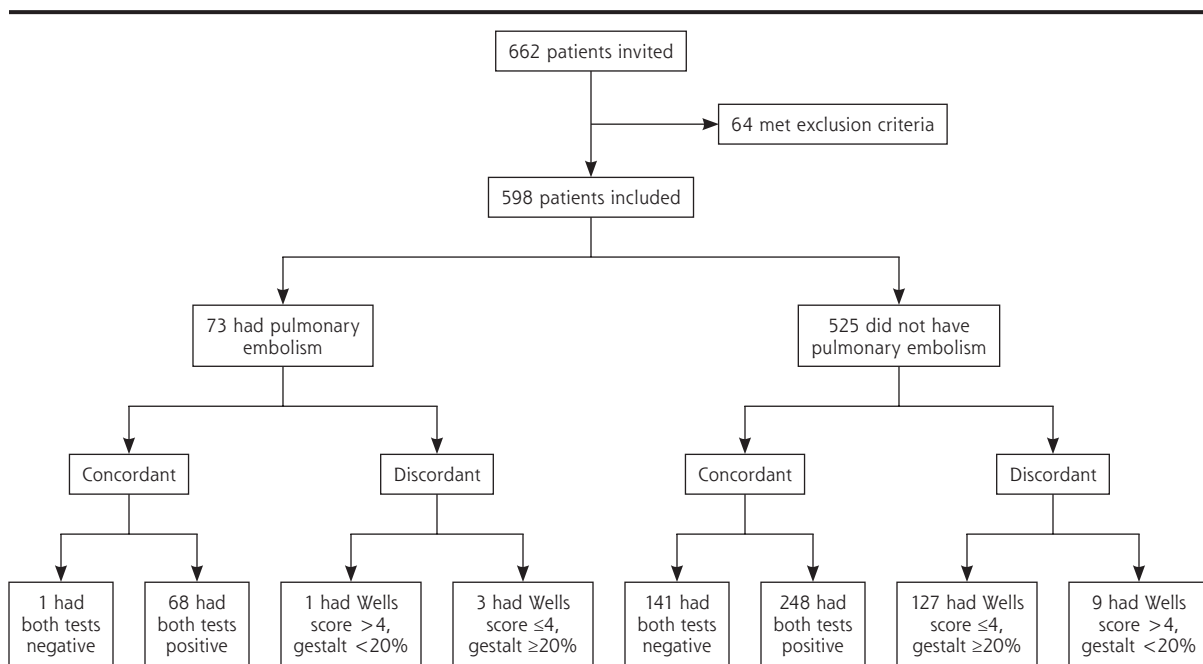 662 patients invited
64 met exclusion criteria
598 patients included
73 had pulmonary
embolism
525 did not have
pulmonary embolism
Concordant
Discordant
Concordant
Discordant
1 had
both tests
negative
68 had
both tests
positive
1 had Wells
score >4,
gestalt <20%
3 had Wells
score ≤4,
gestalt ≥20%
141 had
both tests
negative
248 had
both tests
positive
127 had Wells
score ≤4,
gestalt ≥20%
9 had Wells
score >4,
gestalt <20%